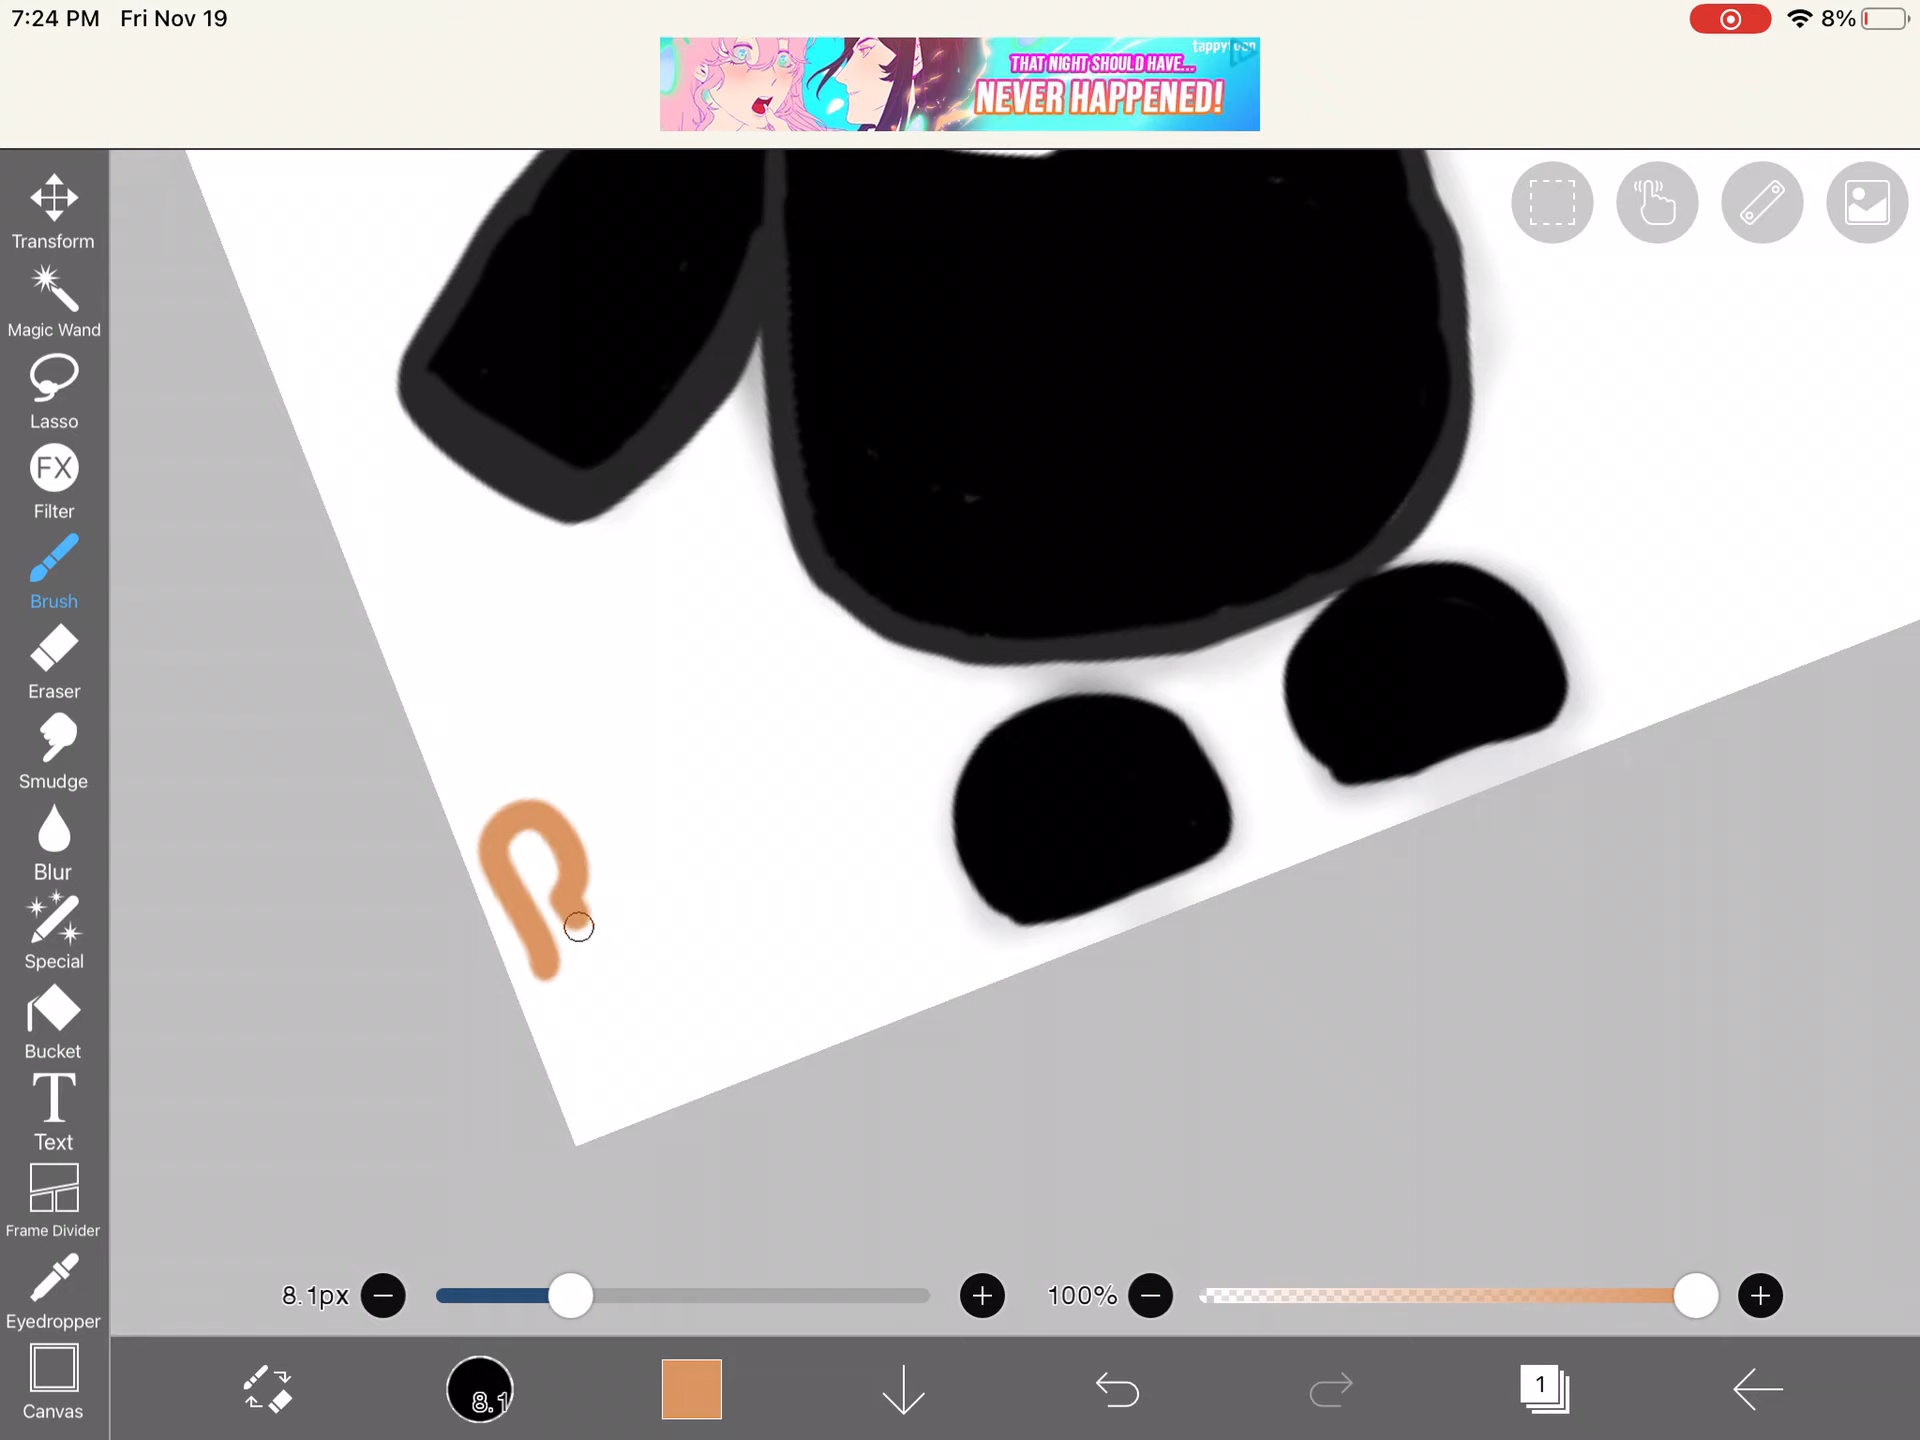 7:24 PM Fri Nov 19
8%
tappytoon
THAT NIGHT SHOULD HAVE...
NEVER HAPPENED!
Transform
Magic Wand
Lasso
FX
Filter
Brush
Eraser
Smudge
Blur
Special
Bucket
T
Text
Frame Divider
Eyedropper
Canvas
8.1px
100%
8.1
1